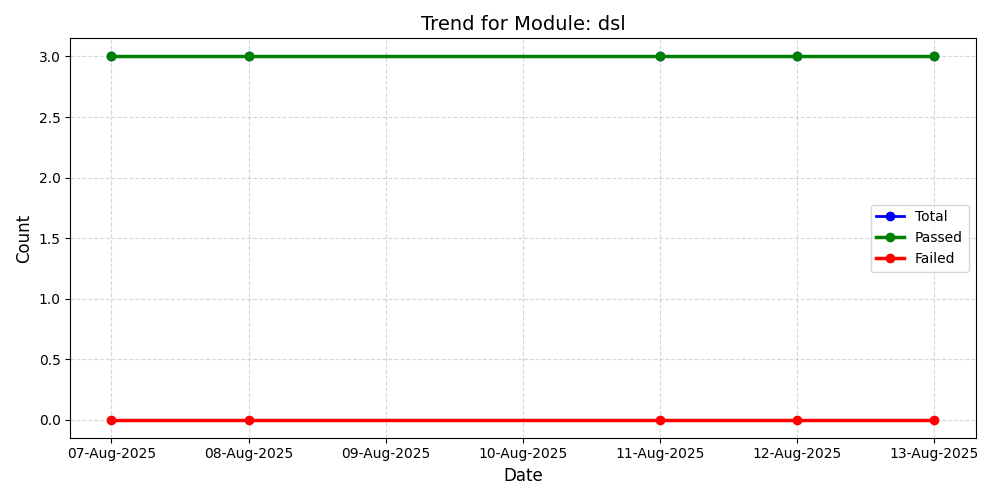 Trend for Module: dsl
3.0
2.5
2.0
1.5
1.0
0.5
0.0
Count
Total
Passed
Failed
07-Aug-2025
08-Aug-2025
09-Aug-2025
10-Aug-2025
11-Aug-2025
12-Aug-2025
13-Aug-2025
Date